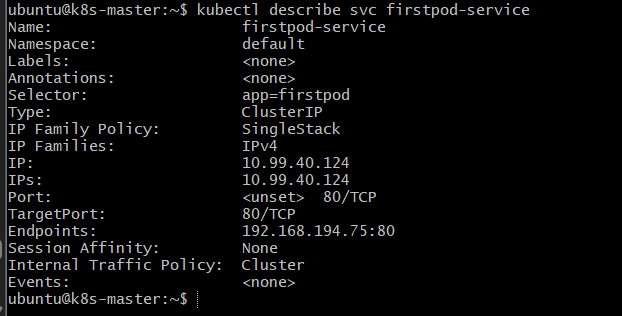 ubuntu@k8s-master:~$ kubectl describe svc firstpod-service
Name:                     firstpod-service
Namespace:                default
Labels:                   <none>
Annotations:              <none>
Selector:                 app=firstpod
Type:                     ClusterIP
IP Family Policy:         SingleStack
IP Families:              IPv4
IP:                       10.99.40.124
IPs:                      10.99.40.124
Port:                     <unset>  80/TCP
TargetPort:               80/TCP
Endpoints:                192.168.194.75:80
Session Affinity:         None
Internal Traffic Policy:  Cluster
Events:                   <none>
ubuntu@k8s-master:~$